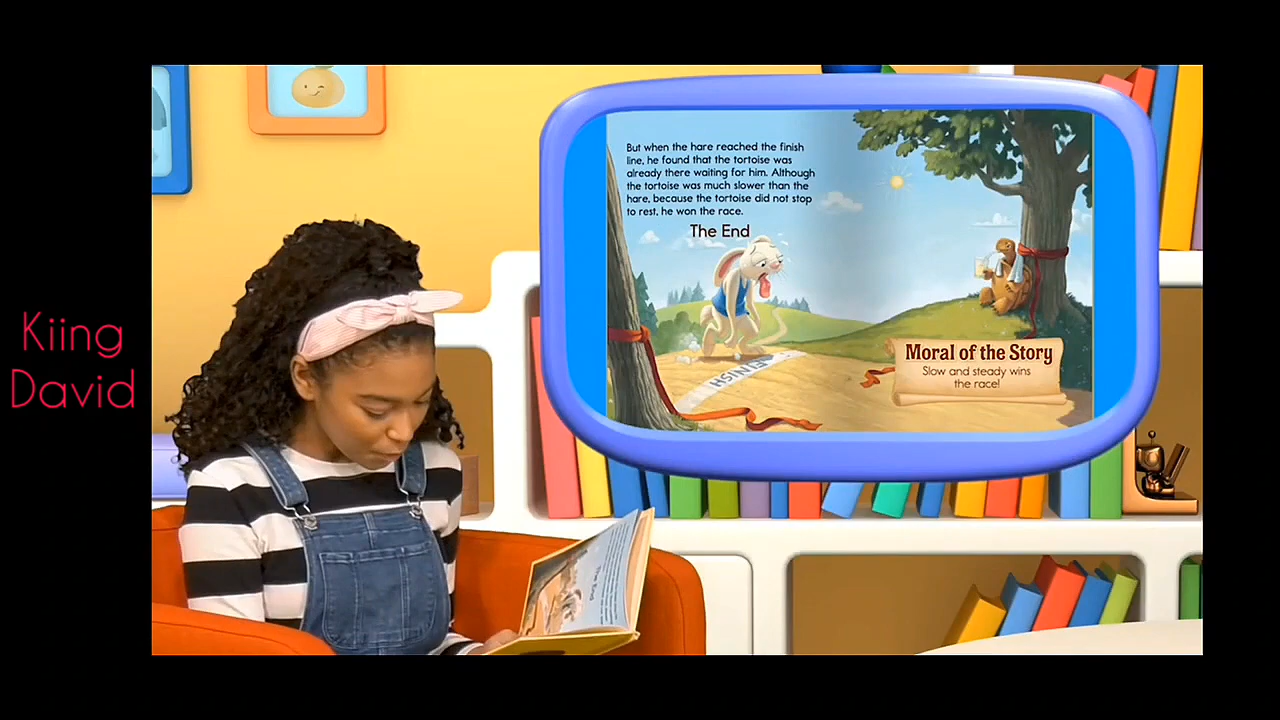 Kiing
David
But when the hare reached the finish
line, he found that the tortoise was
already there waiting for him. Although
the tortoise was much slower than the
hare, because the tortoise did not stop
to rest, he won the race.
The End
FINISH
Moral of the Story
Slow and steady wins
the race!
The End